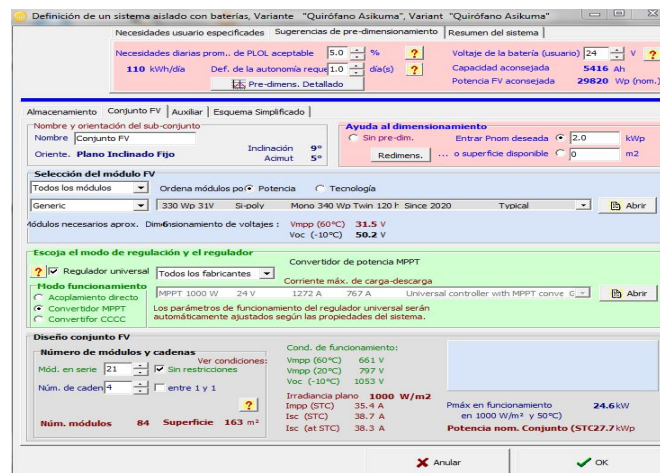 Definición de un sistema aislado con baterías, Variante "Quirófano Asikuma", Variant "Quirófano Asikuma"
Necesidades usuario especificadas Sugerencias de pre-dimensionamiento Resumen del sistema
Necesidades diarias prom.. de PLOL aceptable 5.0 % ? Voltaje de la batería (usuario) 24 V ?
110 kWh/día Def. de la autonomía reque 1.0 día(s) ? Capacidad aconsejada 5416 Ah
Pre-dimens. Detallado Potencia FV aconsejada 29820 Wp (nom.)
Almacenamiento Conjunto FV Auxiliar Esquema Simplificado
Nombre y orientación del sub-conjunto
Nombre Conjunto FV
Orient. Plano Inclinado Fijo Inclinación 9°
Acimut 5°
Ayuda al dimensionamiento
Sin pre-dim. Entrar Pnom deseada 2.0 kWp
Redimens. ... o superficie disponible 0 m2
Selección del módulo FV
Todos los módulos Ordena módulos po Potencia Tecnología
Generic 330 Wp 31V Si-poly Mono 340 Wp Twin 120 h Since 2020 Typical Abrir
Módulos necesarios aprox. Dim6nsionamiento de voltajes : Vmpp (60°C) 31.5 V
Voc (-10°C) 50.2 V
Escoja el modo de regulación y el regulador
Convertidor de potencia MPPT
? Regulador universal Todos los fabricantes
Corriente máx. de carga-descarga
Modo funcionamiento
Acoplamiento directo
Convertidor MPPT
Convertifor CCCC
MPPT 1000 W 24 V 1272 A 767 A Universal controller with MPPT conve G Abrir
Los parámetros de funcionamiento del regulador universal serán
automáticamente ajustados según las propiedades del sistema.
Diseño conjunto FV
Número de módulos y cadenas
Ver condiciones:
Mód. en serie 21 Sin restricciones
Núm. de caden 4 entre 1 y 1
?
Núm. módulos 84 Superficie 163 m²
Cond. de funcionamiento:
Vmpp (60°C) 661 V
Vmpp (20°C) 797 V
Voc (-10°C) 1053 V
Irradiancia plano 1000 W/m2
Impp (STC) 35.4 A
Isc (STC) 38.7 A
Isc (at STC) 38.3 A
Pmáx en funcionamiento 24.6 kW
en 1000 W/m² y 50°C)
Potencia nom. Conjunto (STC27.7 kWp
Anular OK